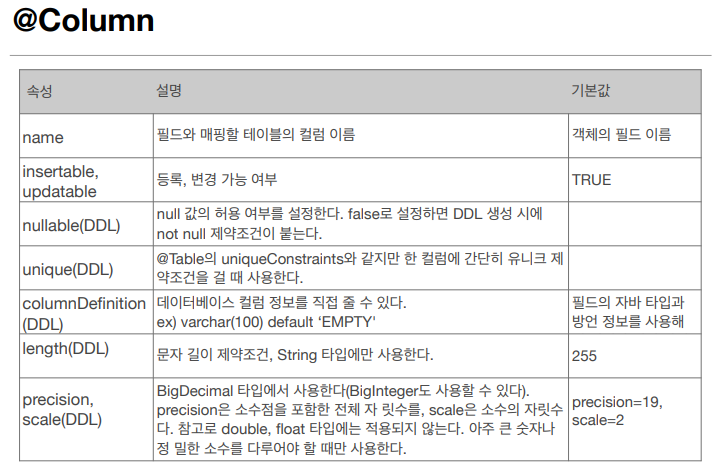 @Column
속성 설명 기본값
name 필드와 매핑할 테이블의 컬럼 이름 객체의 필드 이름
insertable,
updatable 등록, 변경 가능 여부 TRUE
nullable(DDL) null 값의 허용 여부를 설정한다. false로 설정하면 DDL 생성 시에
not null 제약조건이 붙는다.
unique(DDL) @Table의 uniqueConstraints와 같지만 한 컬럼에 간단히 유니크 제
약조건을 걸 때 사용한다.
columnDefinition
(DDL) 데이터베이스 컬럼 정보를 직접 줄 수 있다.
ex) varchar(100) default ‘EMPTY'
필드의 자바 타입과
방언 정보를 사용해
length(DDL) 문자 길이 제약조건, String 타입에만 사용한다. 255
precision,
scale(DDL) BigDecimal 타입에서 사용한다(BigInteger도 사용할 수 있다).
precision은 소수점을 포함한 전체 자 릿수를, scale은 소수의 자릿수
다. 참고로 double, float 타입에는 적용되지 않는다. 아주 큰 숫자나
정 밀한 소수를 다루어야 할 때만 사용한다.
precision=19,
scale=2